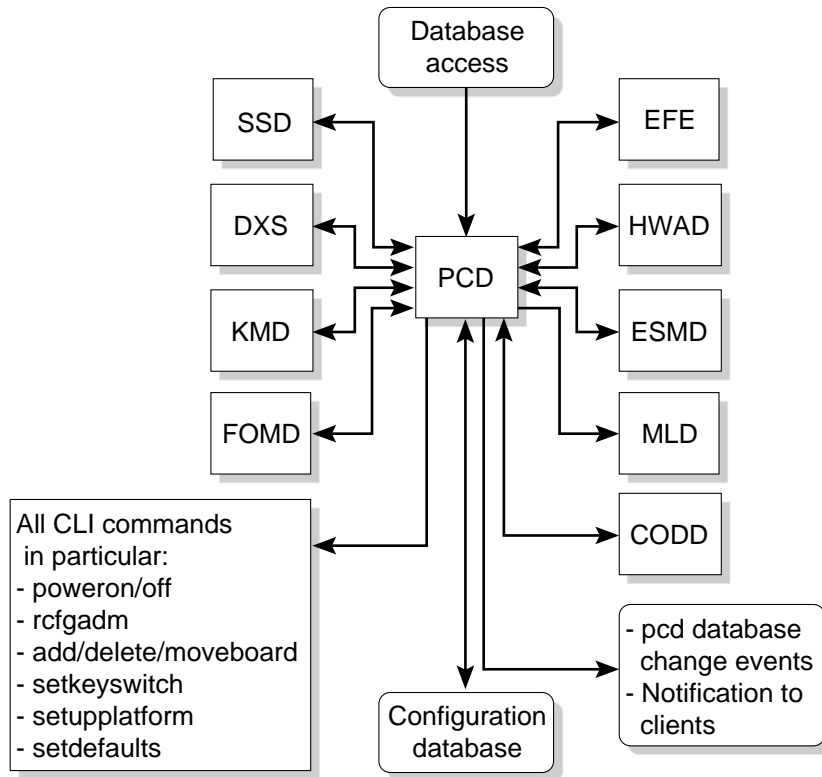 Database
access
SSD
EFE
DXS
HWAD
PCD
KMD
ESMD
FOMD
MLD
All CLI commands
in particular:
- poweron/off
- rcfgadm
- add/delete/moveboard
- setkeyswitch
- setupplatform
- setdefaults
CODD
- pcd database
change events
- Notification to
clients
Configuration
database